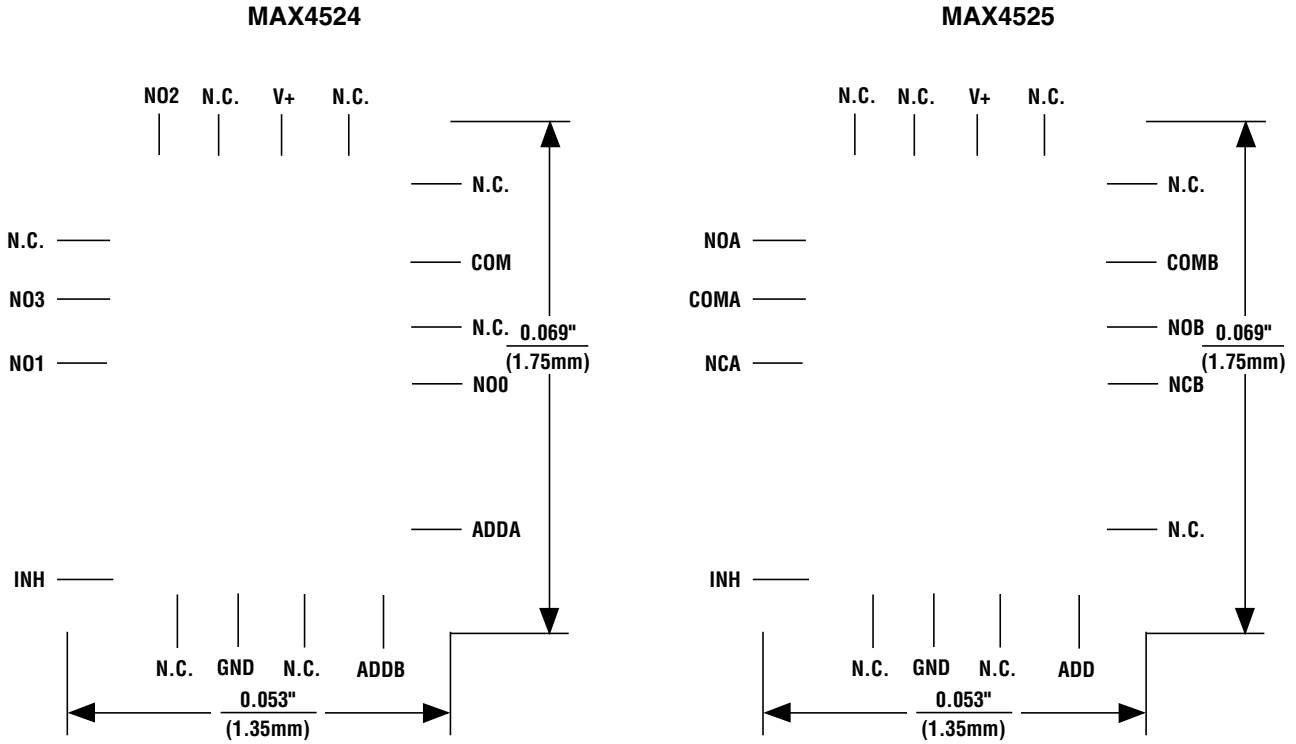 MAX4524
NO2 N.C. V+ N.C.
N.C.
N.C.
COM
NO3
N.C.
0.069"
(1.75mm)
NO1
NO0
ADDA
INH
N.C. GND N.C. ADDB
0.053"
(1.35mm)
MAX4525
N.C. N.C. V+ N.C.
N.C.
NOA
COMB
COMA
NOB
0.069"
(1.75mm)
NCA
NCB
N.C.
INH
N.C. GND N.C. ADD
0.053"
(1.35mm)